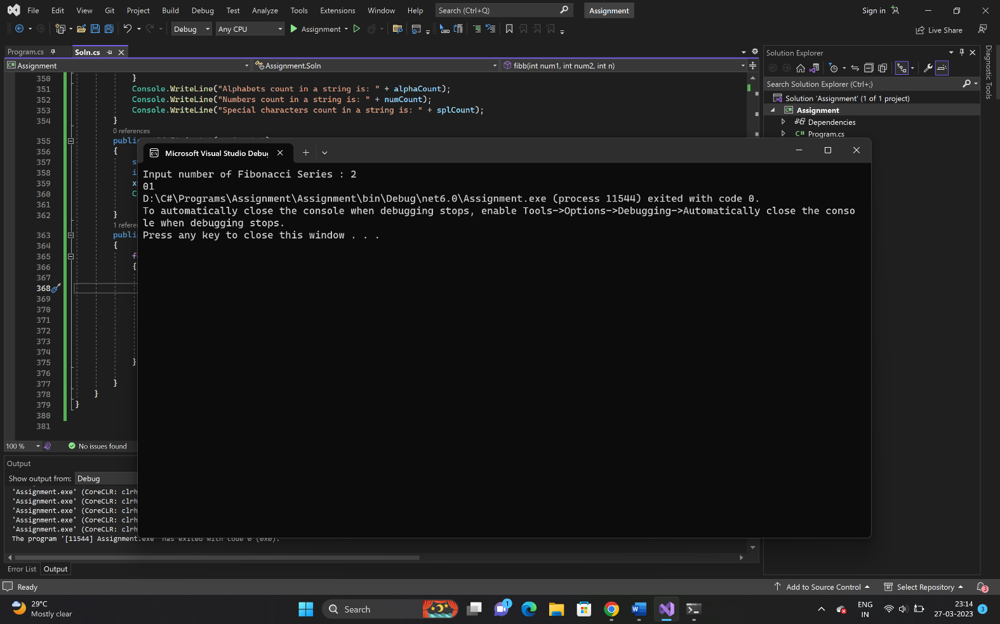 File Edit View Git Project Build Debug Test Analyze Tools Extensions Window Help Search (Ctrl+Q) Assignment Sign in
Debug Any CPU Assignment Live Share
Program.cs Soln.cs
Assignment Assignment.Soln fibb(int num1, int num2, int n)
350 }
351 Console.WriteLine("Alphabets count in a string is: " + alphaCount);
352 Console.WriteLine("Numbers count in a string is: " + numCount);
353 Console.WriteLine("Special characters count in a string is: " + splCount);
354 }
0 references
355 publi
356 {
357 s
358 i
359 x
360 C
361
362 }
1 refere
363 publi
364 {
365 f
366 {
367
368
369
370
371
372
373
374
375 }
376
377 }
378 }
379 }
380
381
100 % No issues found
Microsoft Visual Studio Debu
Input number of Fibonacci Series : 2
01
D:\C#\Programs\Assignment\Assignment\bin\Debug\net6.0\Assignment.exe (process 11544) exited with code 0.
To automatically close the console when debugging stops, enable Tools->Options->Debugging->Automatically close the conso
le when debugging stops.
Press any key to close this window . . .
Solution Explorer
Search Solution Explorer (Ctrl+;)
Solution 'Assignment' (1 of 1 project)
C# Assignment
Dependencies
C# Program.cs
Diagnostic Tools
Output
Show output from: Debug
'Assignment.exe' (CoreCLR: clrh
'Assignment.exe' (CoreCLR: clrh
'Assignment.exe' (CoreCLR: clrh
'Assignment.exe' (CoreCLR: clrh
'Assignment.exe' (CoreCLR: clrh
The program '[11544] Assignment.exe' has exited with code 0 (0x0).
Error List Output
Ready Add to Source Control Select Repository 3
29°C
Mostly clear
Search 1
ENG
IN
23:14
27-03-2023 3